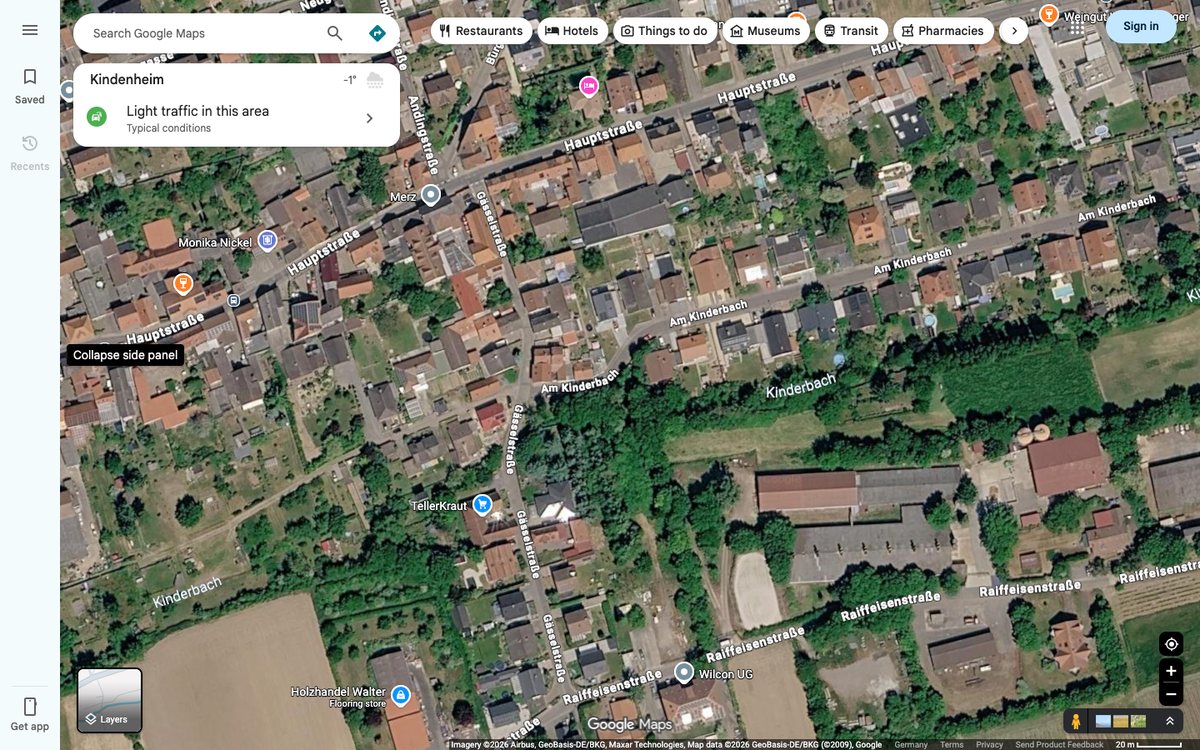 Search Google Maps
Restaurants
Hotels
Things to do
Museums
Transit
Pharmacies
Sign in
Saved
Recents
Kindenheim
-1°
Light traffic in this area
Typical conditions
Andingstraße
Hauptstraße
Hauptstraße
Merz
Gässelstraße
Monika Nickel
Hauptstraße
Hauptstraße
Am Kinderbach
Am Kinderbach
Am Kinderbach
Am Kinderbach
Collapse side panel
Kinderbach
Gässelstraße
TellerKraut
Gässelstraße
Kinderbach
Gässelstraße
Raiffeisenstraße
Raiffeisenstraße
Raiffeisenstraße
Raiffeisenstraße
Raiffeisenstraße
Wilcon UG
Holzhandel Walter
Flooring store
Layers
Get app
Google Maps
Imagery ©2026 Airbus, GeoBasis-DE/BKG, Maxar Technologies, Map data ©2026 GeoBasis-DE/BKG (©2009), Google
Germany
Terms
Privacy
Send Product Feedback
20 m